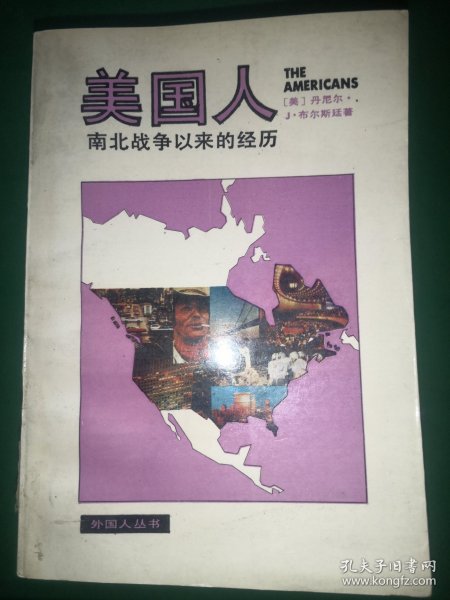 美国人
THE
AMERICANS
[美] 丹尼尔·
J·布尔斯廷著
南北战争以来的经历
外国人丛书
孔夫子旧书网
www.kongfz.com